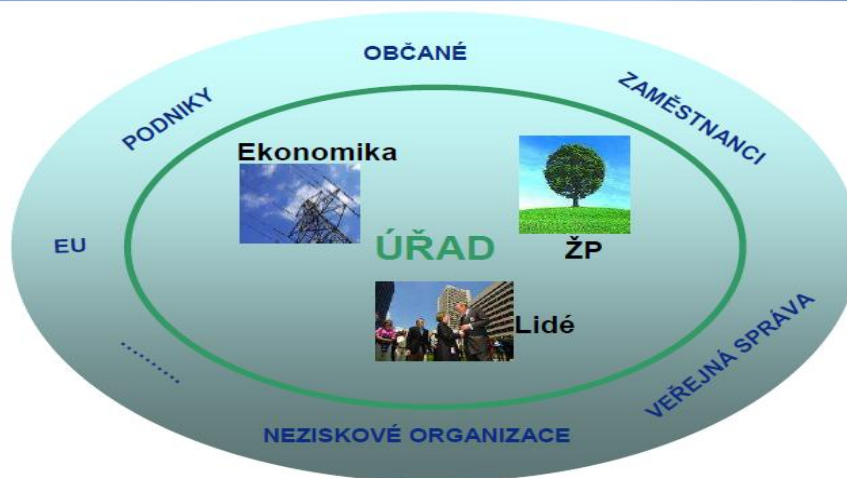 OBČANÉ
PODNIKY
ZAMĚSTNANCI
Ekonomika
EU
ÚŘAD
ŽP
Lidé
..........
VEŘEJNÁ SPRÁVA
NEZISKOVÉ ORGANIZACE